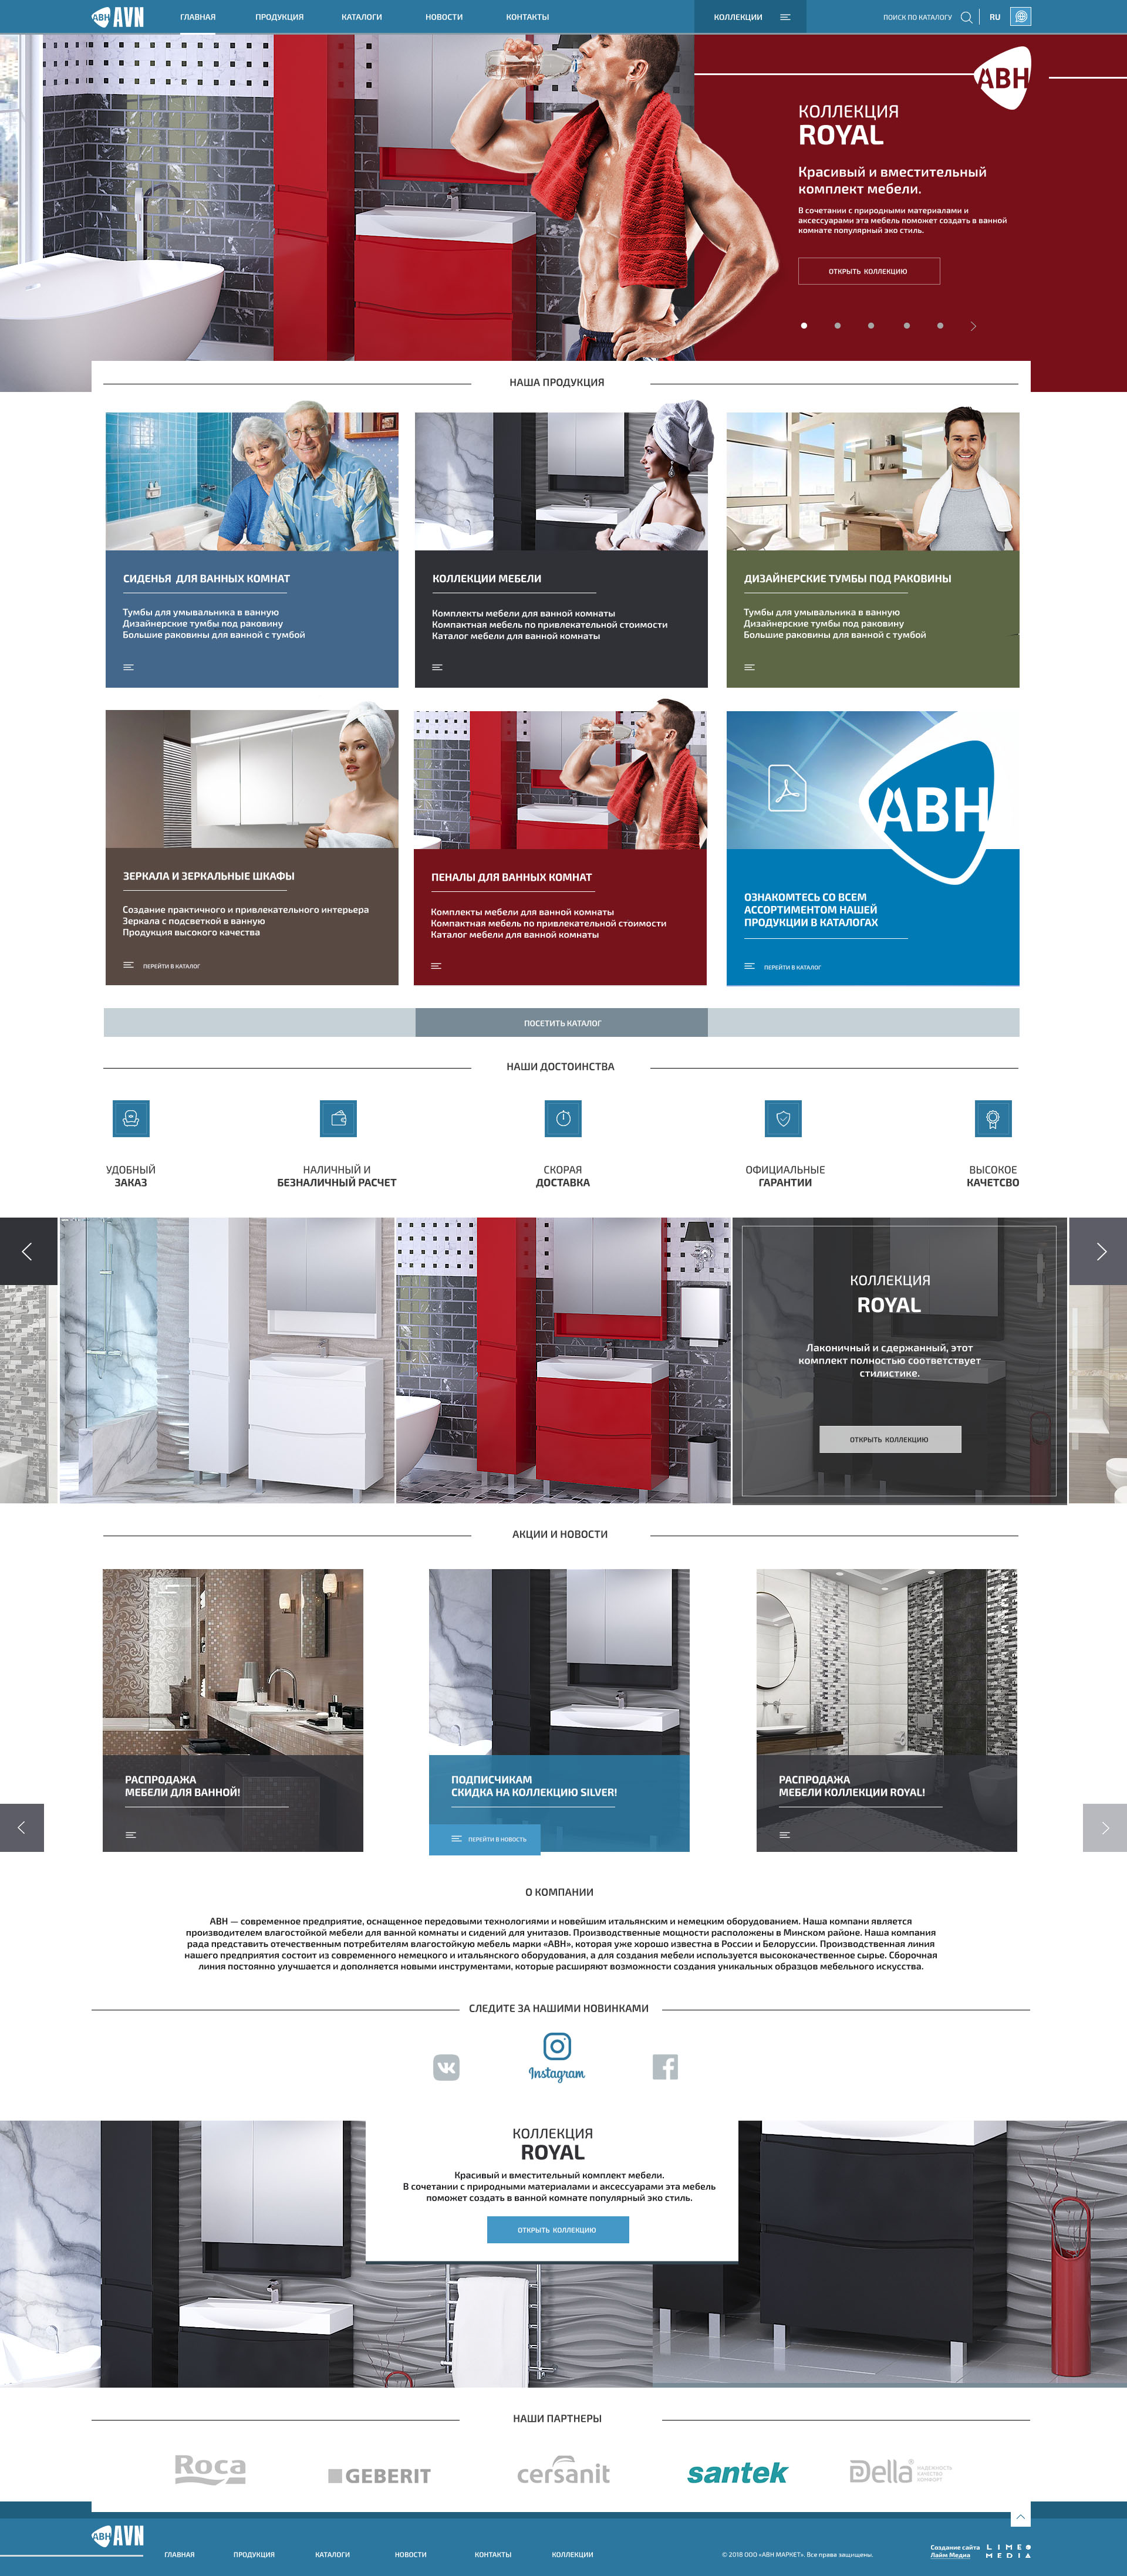 АВН AVN
ГЛАВНАЯ ПРОДУКЦИЯ КАТАЛОГИ НОВОСТИ КОНТАКТЫ КОЛЛЕКЦИИ ПОИСК ПО КАТАЛОГУ RU
АВН
КОЛЛЕКЦИЯ
ROYAL
Красивый и вместительный
комплект мебели.
В сочетании с природными материалами и
аксессуарами эта мебель поможет создать в ванной
комнате популярный эко стиль.
ОТКРЫТЬ КОЛЛЕКЦИЮ
НАША ПРОДУКЦИЯ
СИДЕНЬЯ ДЛЯ ВАННЫХ КОМНАТ
Тумбы для умывальника в ванную
Дизайнерские тумбы под раковину
Большие раковины для ванной с тумбой
КОЛЛЕКЦИИ МЕБЕЛИ
Комплекты мебели для ванной комнаты
Компактная мебель по привлекательной стоимости
Каталог мебели для ванной комнаты
ДИЗАЙНЕРСКИЕ ТУМБЫ ПОД РАКОВИНЫ
Тумбы для умывальника в ванную
Дизайнерские тумбы под раковину
Большие раковины для ванной с тумбой
ЗЕРКАЛА И ЗЕРКАЛЬНЫЕ ШКАФЫ
Создание практичного и привлекательного интерьера
Зеркала с подсветкой в ванную
Продукция высокого качества
ПЕРЕЙТИ В КАТАЛОГ
ПЕНАЛЫ ДЛЯ ВАННЫХ КОМНАТ
Комплекты мебели для ванной комнаты
Компактная мебель по привлекательной стоимости
Каталог мебели для ванной комнаты
АВН
ОЗНАКОМТЕСЬ СО ВСЕМ
АССОРТИМЕНТОМ НАШЕЙ
ПРОДУКЦИИ В КАТАЛОГАХ
ПЕРЕЙТИ В КАТАЛОГ
ПОСЕТИТЬ КАТАЛОГ
НАШИ ДОСТОИНСТВА
УДОБНЫЙ
ЗАКАЗ
НАЛИЧНЫЙ И
БЕЗНАЛИЧНЫЙ РАСЧЕТ
СКОРАЯ
ДОСТАВКА
ОФИЦИАЛЬНЫЕ
ГАРАНТИИ
ВЫСОКОЕ
КАЧЕТСВО
КОЛЛЕКЦИЯ
ROYAL
Лаконичный и сдержанный, этот
комплект полностью соответствует
стилистике.
ОТКРЫТЬ КОЛЛЕКЦИЮ
АКЦИИ И НОВОСТИ
РАСПРОДАЖА
МЕБЕЛИ ДЛЯ ВАННОЙ!
ПОДПИСЧИКАМ
СКИДКА НА КОЛЛЕКЦИЮ SILVER!
ПЕРЕЙТИ В НОВОСТЬ
РАСПРОДАЖА
МЕБЕЛИ КОЛЛЕКЦИИ ROYAL!
О КОМПАНИИ
АВН — современное предприятие, оснащенное передовыми технологиями и новейшим итальянским и немецким оборудованием. Наша компани является
производителем влагостойкой мебели для ванной комнаты и сидений для унитазов. Производственные мощности расположены в Минском районе. Наша компания
рада представить отечественным потребителям влагостойкую мебель марки «АВН», которая уже хорошо известна в России и Белоруссии. Производственная линия
нашего предприятия состоит из современного немецкого и итальянского оборудования, а для создания мебели используется высококачественное сырье. Сборочная
линия постоянно улучшается и дополняется новыми инструментами, которые расширяют возможности создания уникальных образцов мебельного искусства.
СЛЕДИТЕ ЗА НАШИМИ НОВИНКАМИ
Instagram
КОЛЛЕКЦИЯ
ROYAL
Красивый и вместительный комплект мебели.
В сочетании с природными материалами и аксессуарами эта мебель
поможет создать в ванной комнате популярный эко стиль.
ОТКРЫТЬ КОЛЛЕКЦИЮ
НАШИ ПАРТНЕРЫ
Roca
GEBERIT
cersanit
santek
Della®
НАДЕЖНОСТЬ
КАЧЕСТВО
КОМФОРТ
АВН AVN
ГЛАВНАЯ ПРОДУКЦИЯ КАТАЛОГИ НОВОСТИ КОНТАКТЫ КОЛЛЕКЦИИ
© 2018 ООО «АВН МАРКЕТ». Все права защищены.
Создание сайта
Лайм Медиа
LIME
MEDIA